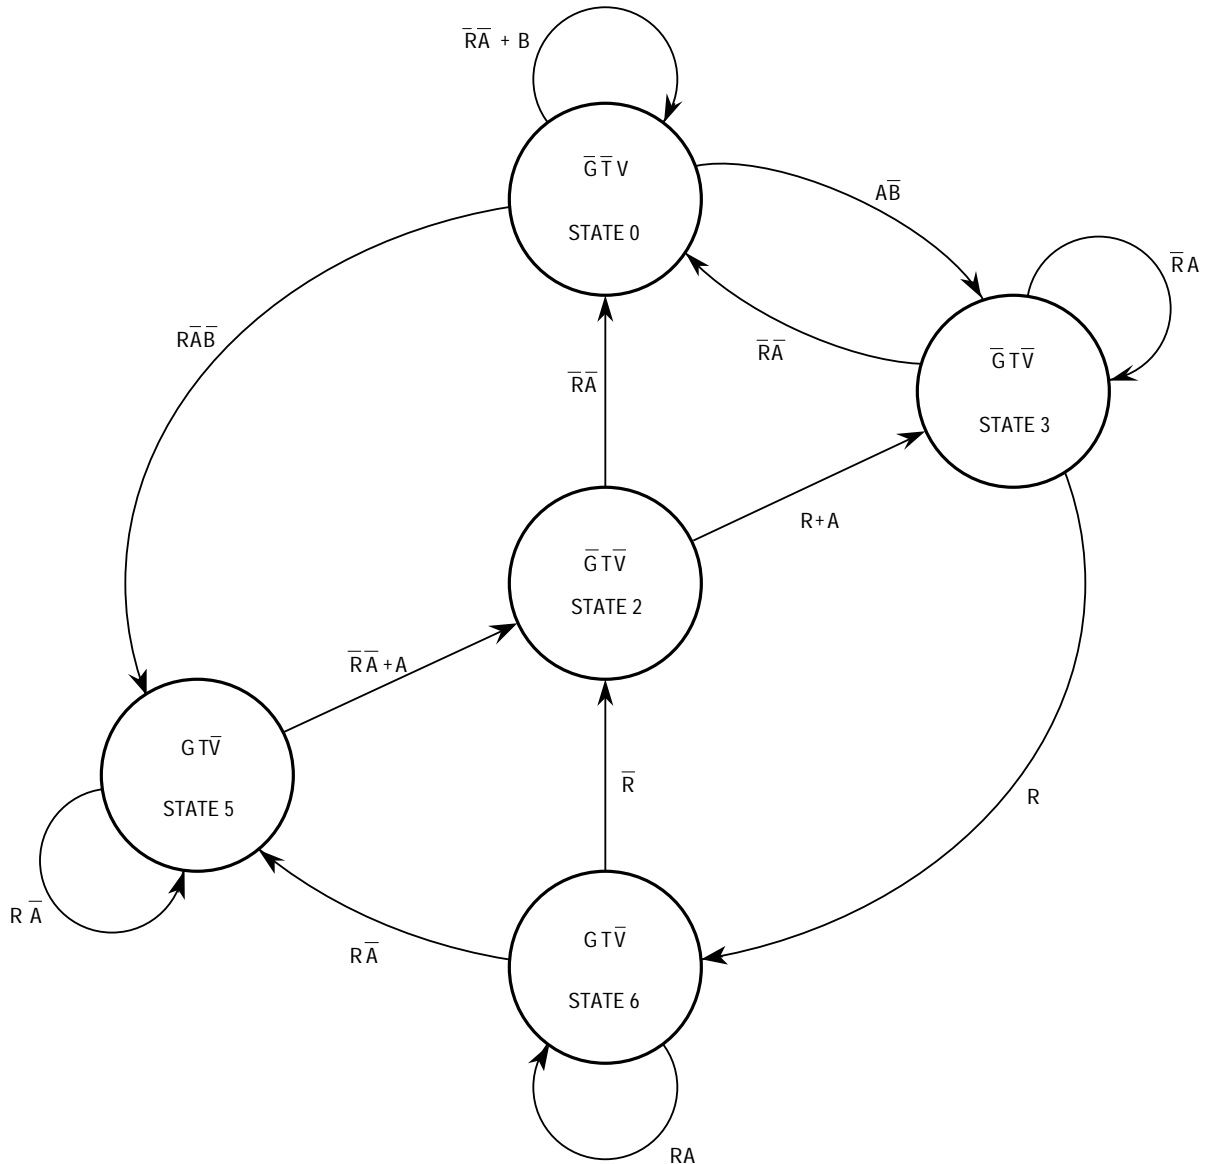 R̅A̅ + B
G̅T̅V
STATE 0
AB̅
R̅A
RA̅B̅
R̅A̅
G̅TV̅
STATE 3
R̅A̅
R+A
G̅TV̅
STATE 2
R̅A̅+A
GTV̅
STATE 5
R̅
R
RA̅
GTV̅
STATE 6
RA̅
RA